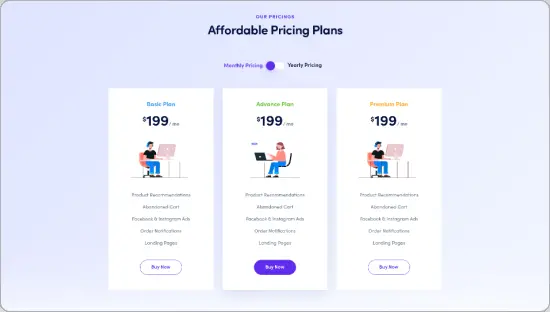 OUR PRICINGS
Affordable Pricing Plans
Monthly Pricing Yearly Pricing
Basic Plan
$199 / mo
Product Recommendations
Abandoned Cart
Facebook & Instagram Ads
Order Notifications
Landing Pages
Buy Now
Advance Plan
$199 / mo
Product Recommendations
Abandoned Cart
Facebook & Instagram Ads
Order Notifications
Landing Pages
Buy Now
Premium Plan
$199 / mo
Product Recommendations
Abandoned Cart
Facebook & Instagram Ads
Order Notifications
Landing Pages
Buy Now